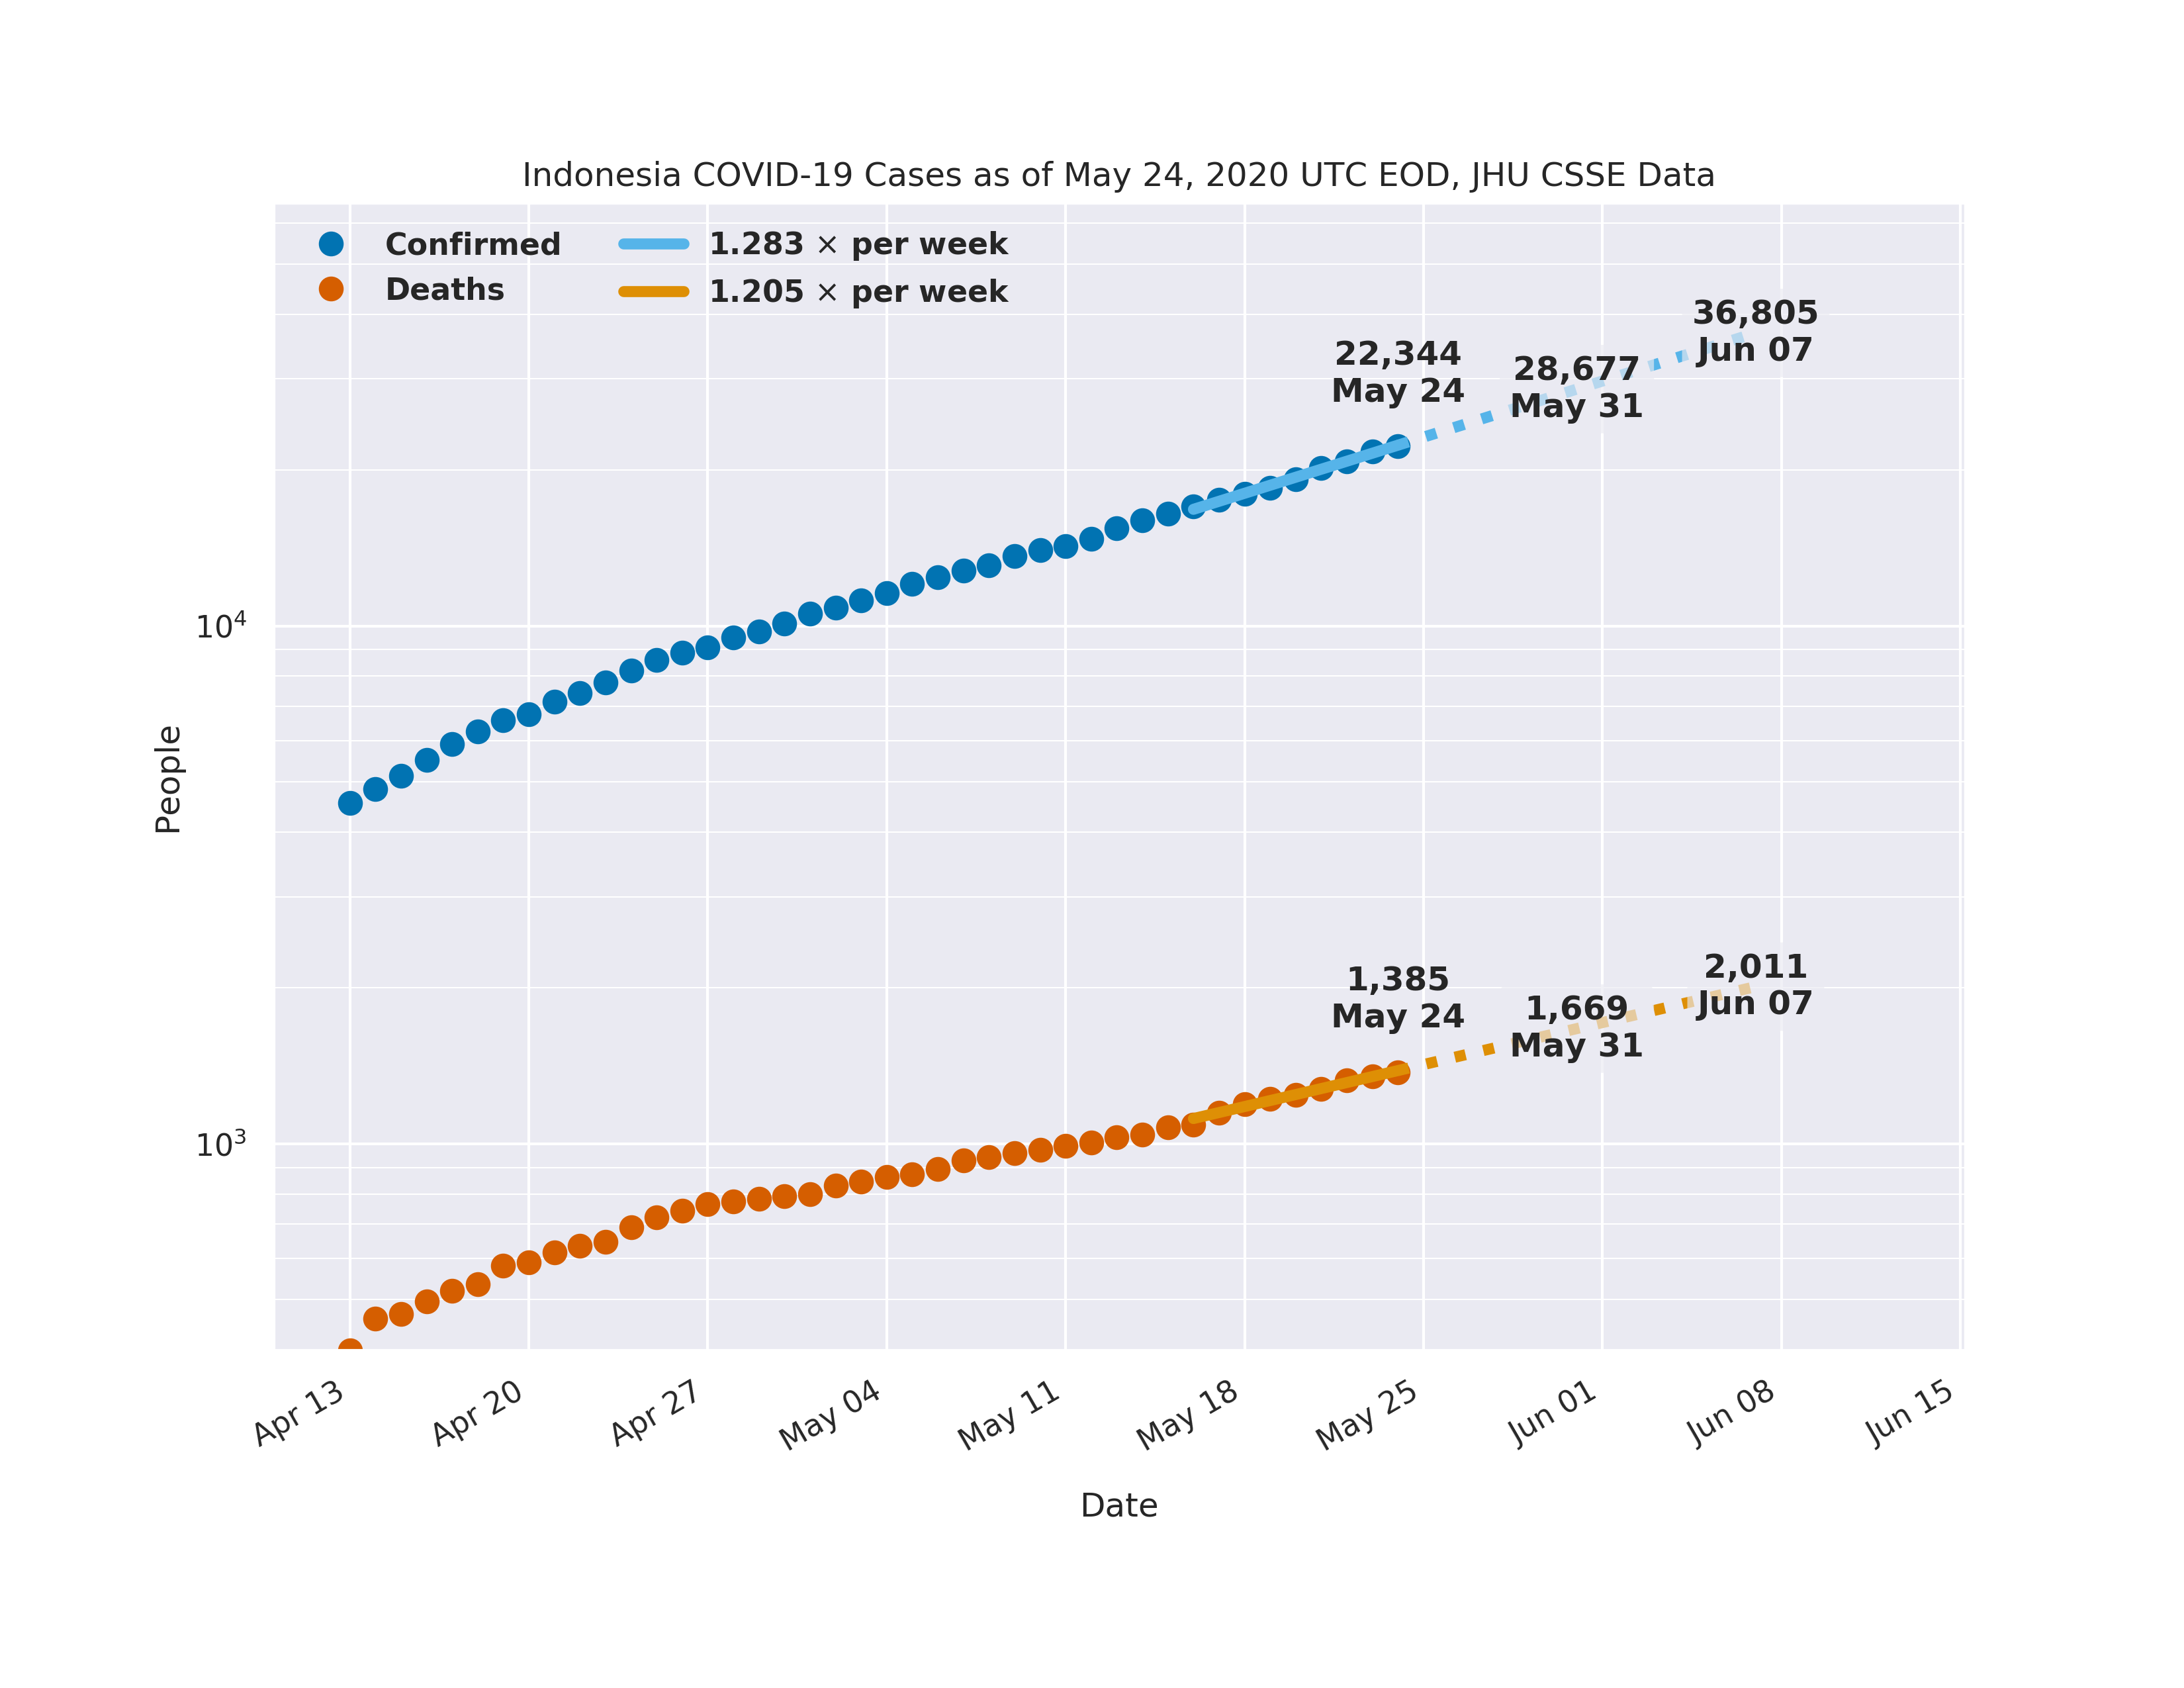 Indonesia COVID-19 Cases as of May 24, 2020 UTC EOD, JHU CSSE Data
Confirmed
Deaths
1.283 × per week
1.205 × per week
36,805
Jun 07
22,344
May 24
28,677
May 31
10⁴
People
2,011
Jun 07
1,385
May 24
1,669
May 31
10³
Apr 13
Apr 20
Apr 27
May 04
May 11
May 18
May 25
Jun 01
Jun 08
Jun 15
Date